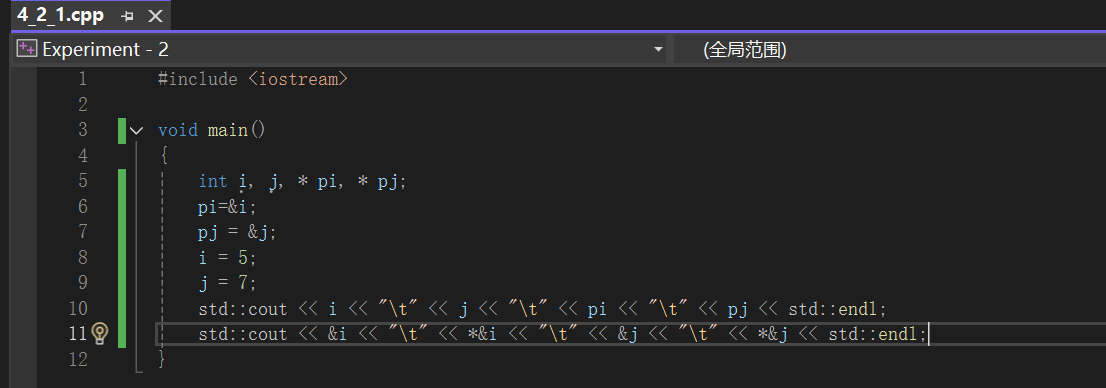 4_2_1.cpp
Experiment - 2 (全局范围)
1 #include <iostream>
2
3 void main()
4 {
5 int i, j, * pi, * pj;
6 pi=&i;
7 pj = &j;
8 i = 5;
9 j = 7;
10 std::cout << i << "\t" << j << "\t" << pi << "\t" << pj << std::endl;
11 std::cout << &i << "\t" << *&i << "\t" << &j << "\t" << *&j << std::endl;
12 }